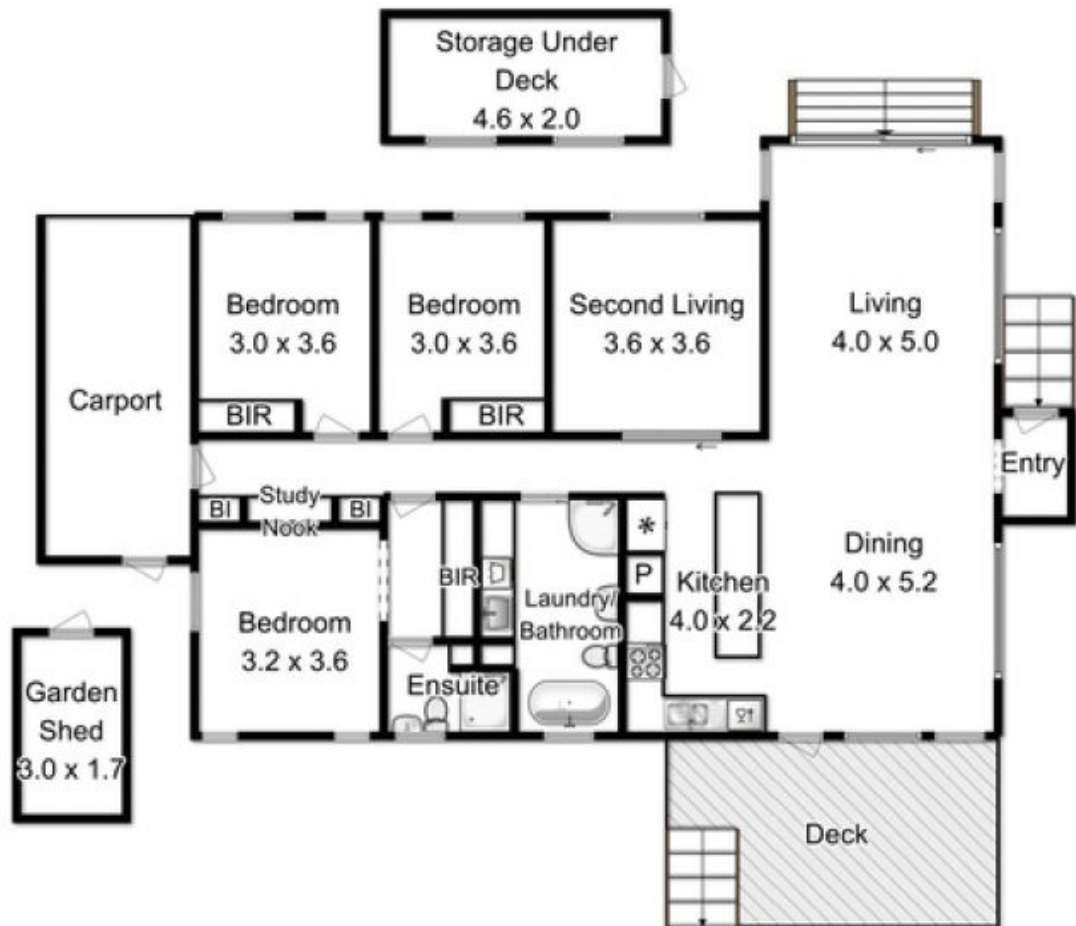 Storage Under
Deck
4.6 x 2.0
Bedroom
3.0 x 3.6
BIR
Bedroom
3.0 x 3.6
BIR
Second Living
3.6 x 3.6
Living
4.0 x 5.0
Carport
Entry
BI
Study
Nook
BI
BIR
Laundry/
Bathroom
P
Kitchen
4.0 x 2.2
Dining
4.0 x 5.2
Bedroom
3.2 x 3.6
Ensuite
Garden
Shed
3.0 x 1.7
Deck